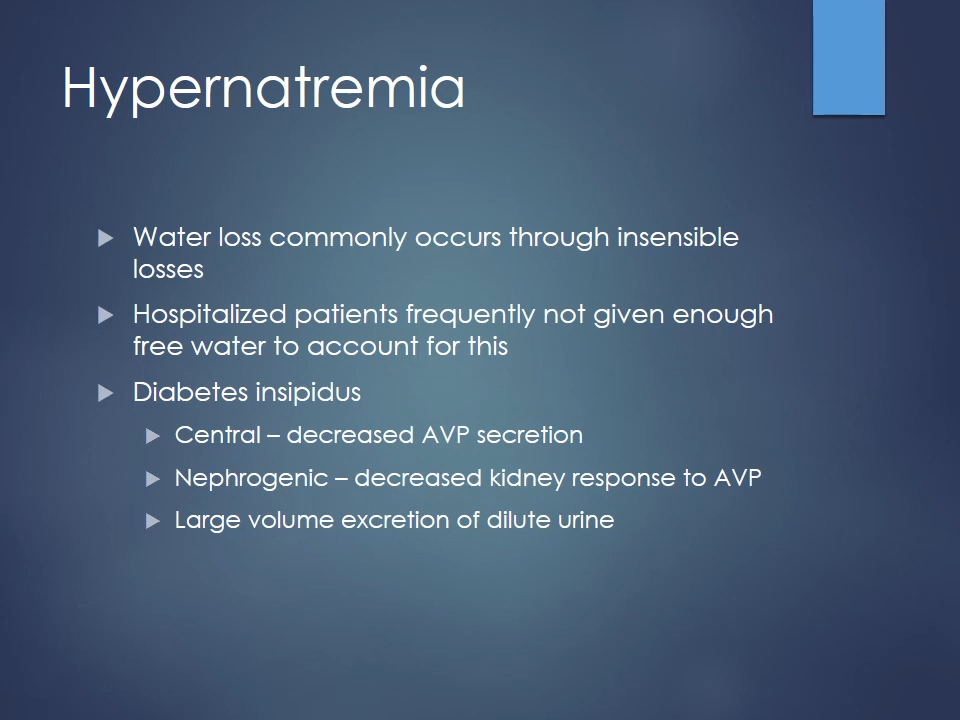 Hypernatremia
Water loss commonly occurs through insensible
losses
Hospitalized patients frequently not given enough
free water to account for this
Diabetes insipidus
Central – decreased AVP secretion
Nephrogenic – decreased kidney response to AVP
Large volume excretion of dilute urine